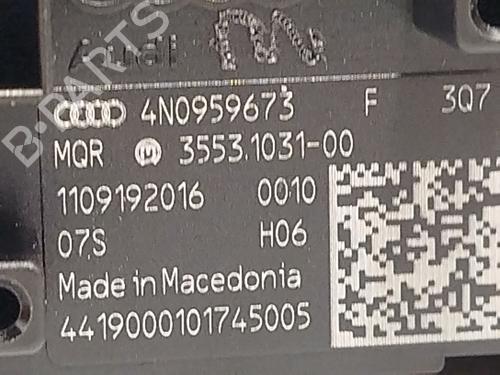 Audi
4N0959673 F 3Q7
MQR M 3553.1031-00
1109192016 0010
07S H06
Made in Macedonia
4419000101745005
B-PARTS